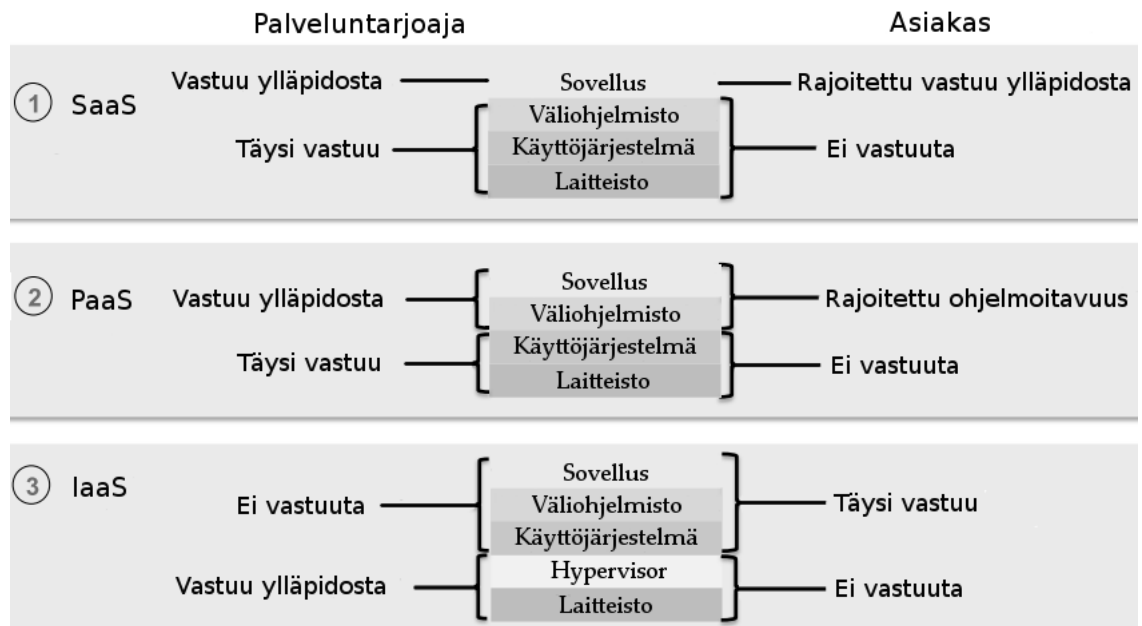 Palveluntarjoaja
Asiakas
1 SaaS
Vastuu ylläpidosta
Sovellus
Rajoitettu vastuu ylläpidosta
Väliohjelmisto
Täysi vastuu
Käyttöjärjestelmä
Ei vastuuta
Laitteisto
2 PaaS
Sovellus
Vastuu ylläpidosta
Rajoitettu ohjelmoitavuus
Väliohjelmisto
Käyttöjärjestelmä
Täysi vastuu
Ei vastuuta
Laitteisto
3 IaaS
Sovellus
Ei vastuuta
Väliohjelmisto
Täysi vastuu
Käyttöjärjestelmä
Hypervisor
Vastuu ylläpidosta
Ei vastuuta
Laitteisto